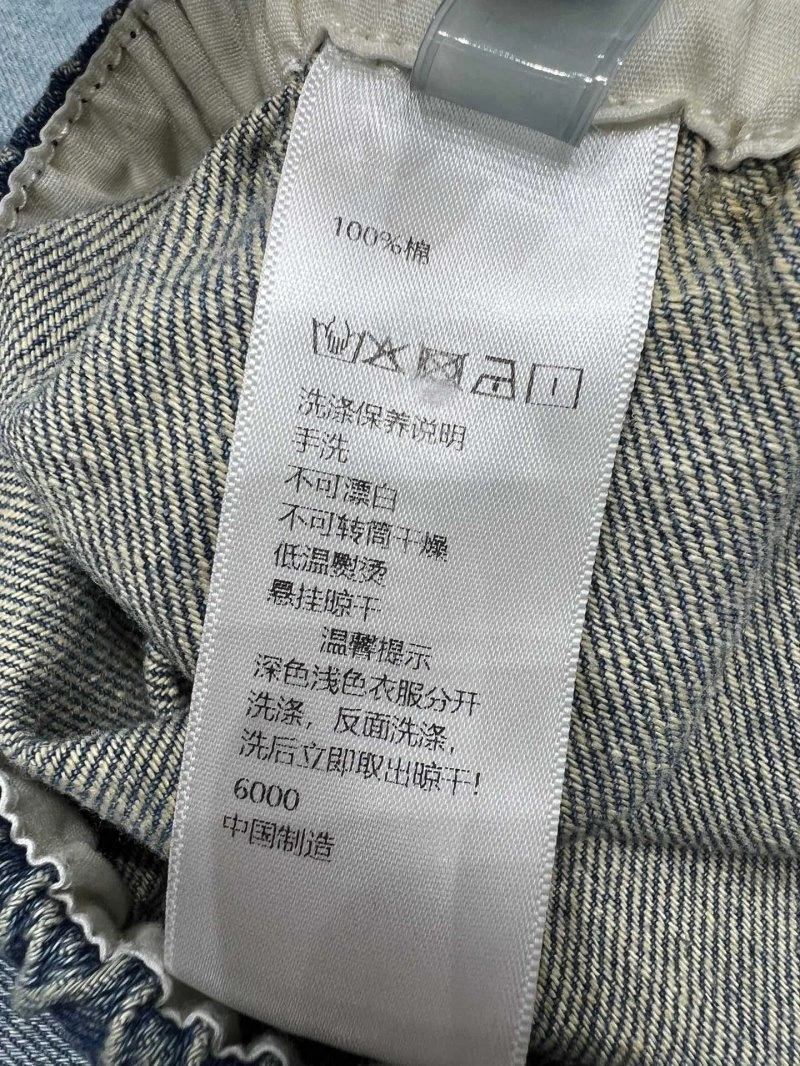 100%棉
洗涤保养说明
手洗
不可漂白
不可转筒干燥
低温熨烫
悬挂晾干
温馨提示
深色浅色衣服分开
洗涤，反面洗涤，
洗后立即取出晾干！
6000
中国制造